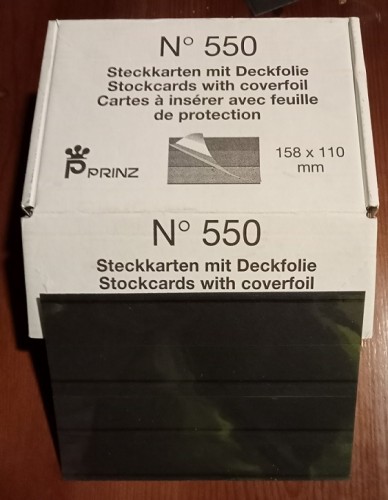 N° 550
Steckkarten mit Deckfolie
Stockcards with coverfoil
Cartes à insérer avec feuille
de protection
PRINZ
158 x 110
mm
N° 550
Steckkarten mit Deckfolie
Stockcards with coverfoil